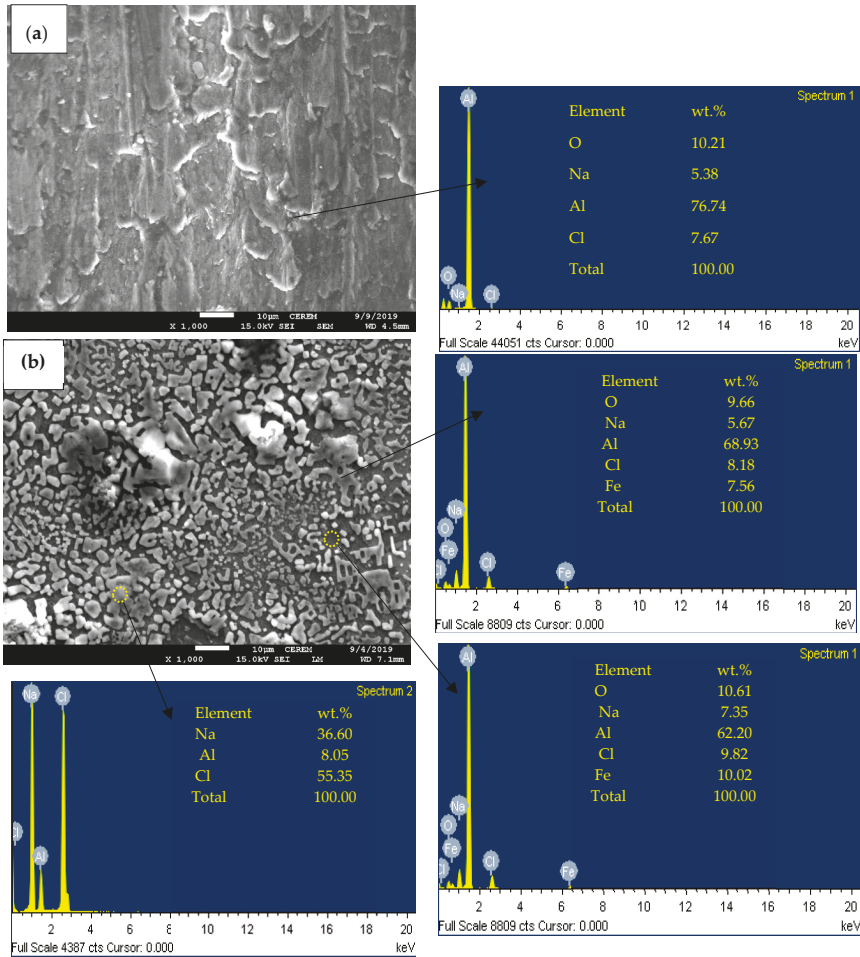 (a)
10µm CEREM 9/9/2019
X 1,000 15.0kV SEI SEM WD 4.5mm
Spectrum 1
Al
Element wt.%
O 10.21
Na 5.38
Al 76.74
Cl 7.67
Total 100.00
O
Na Cl
2 4 6 8 10 12 14 16 18 20
Full Scale 44051 cts Cursor: 0.000 keV
(b)
10µm CEREM 9/4/2019
X 1,000 15.0kV SEI LM WD 7.1mm
Spectrum 1
Al
Element wt.%
O 9.66
Na 5.67
Al 68.93
Cl 8.18
Fe 7.56
Total 100.00
Na
O
Fe
Cl Cl Fe
2 4 6 8 10 12 14 16 18 20
Full Scale 8809 cts Cursor: 0.000 keV
Spectrum 2
Na Cl
Element wt.%
Na 36.60
Al 8.05
Cl 55.35
Total 100.00
Cl
Al
2 4 6 8 10 12 14 16 18 20
Full Scale 4387 cts Cursor: 0.000 keV
Spectrum 1
Al
Element wt.%
O 10.61
Na 7.35
Al 62.20
Cl 9.82
Fe 10.02
Total 100.00
Na
O
Fe
Cl Cl Fe
2 4 6 8 10 12 14 16 18 20
Full Scale 8809 cts Cursor: 0.000 keV